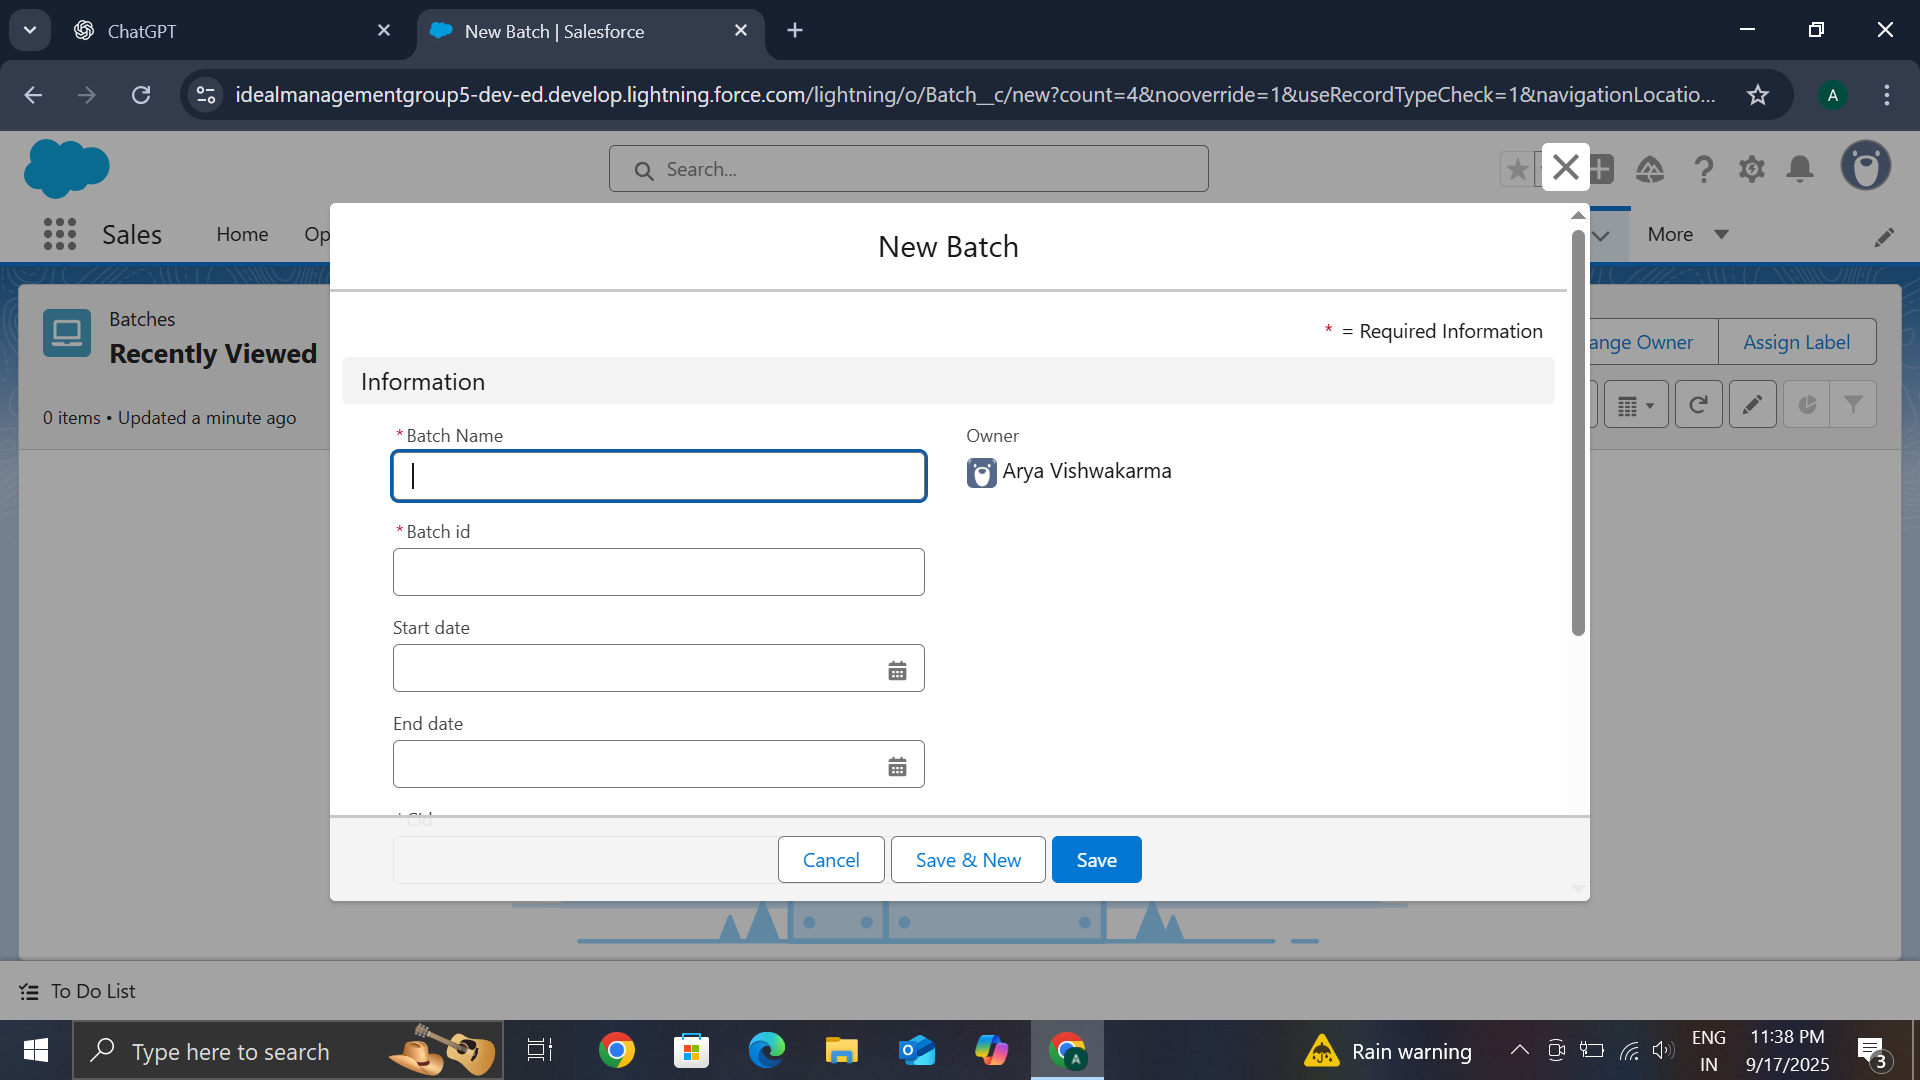 ChatGPT
New Batch | Salesforce
idealmanagementgroup5-dev-ed.develop.lightning.force.com/lightning/o/Batch__c/new?count=4&nooverride=1&useRecordTypeCheck=1&navigationLocatio...
A
Search...
Sales
Home
Op
More
New Batch
* = Required Information
Batches
Recently Viewed
0 items • Updated a minute ago
ange Owner
Assign Label
Information
*Batch Name
Owner
Arya Vishwakarma
*Batch id
Start date
End date
*Cid
Cancel
Save & New
Save
To Do List
Type here to search
A
Rain warning
ENG
IN
11:38 PM
9/17/2025
3